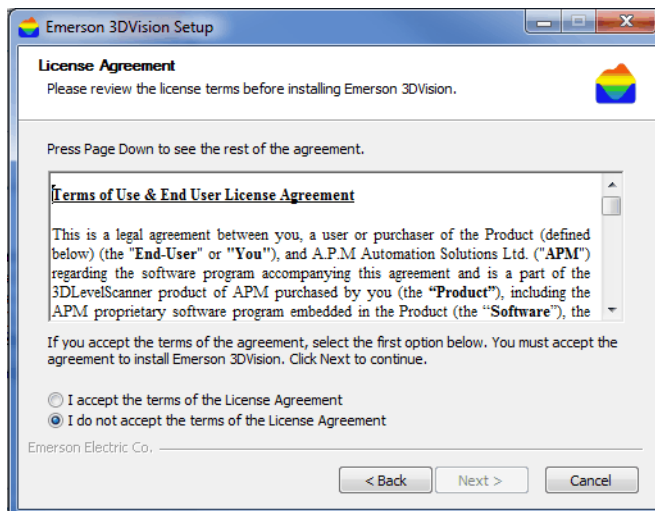 Emerson 3DVision Setup
License Agreement
Please review the license terms before installing Emerson 3DVision.
Press Page Down to see the rest of the agreement.
Terms of Use & End User License Agreement
This is a legal agreement between you, a user or purchaser of the Product (defined
below) (the "End-User" or "You"), and A.P.M Automation Solutions Ltd. ("APM")
regarding the software program accompanying this agreement and is a part of the
3DLevelScanner product of APM purchased by you (the “Product”), including the
APM proprietary software program embedded in the Product (the “Software”), the
If you accept the terms of the agreement, select the first option below. You must accept the
agreement to install Emerson 3DVision. Click Next to continue.
I accept the terms of the License Agreement
I do not accept the terms of the License Agreement
Emerson Electric Co.
< Back
Next >
Cancel